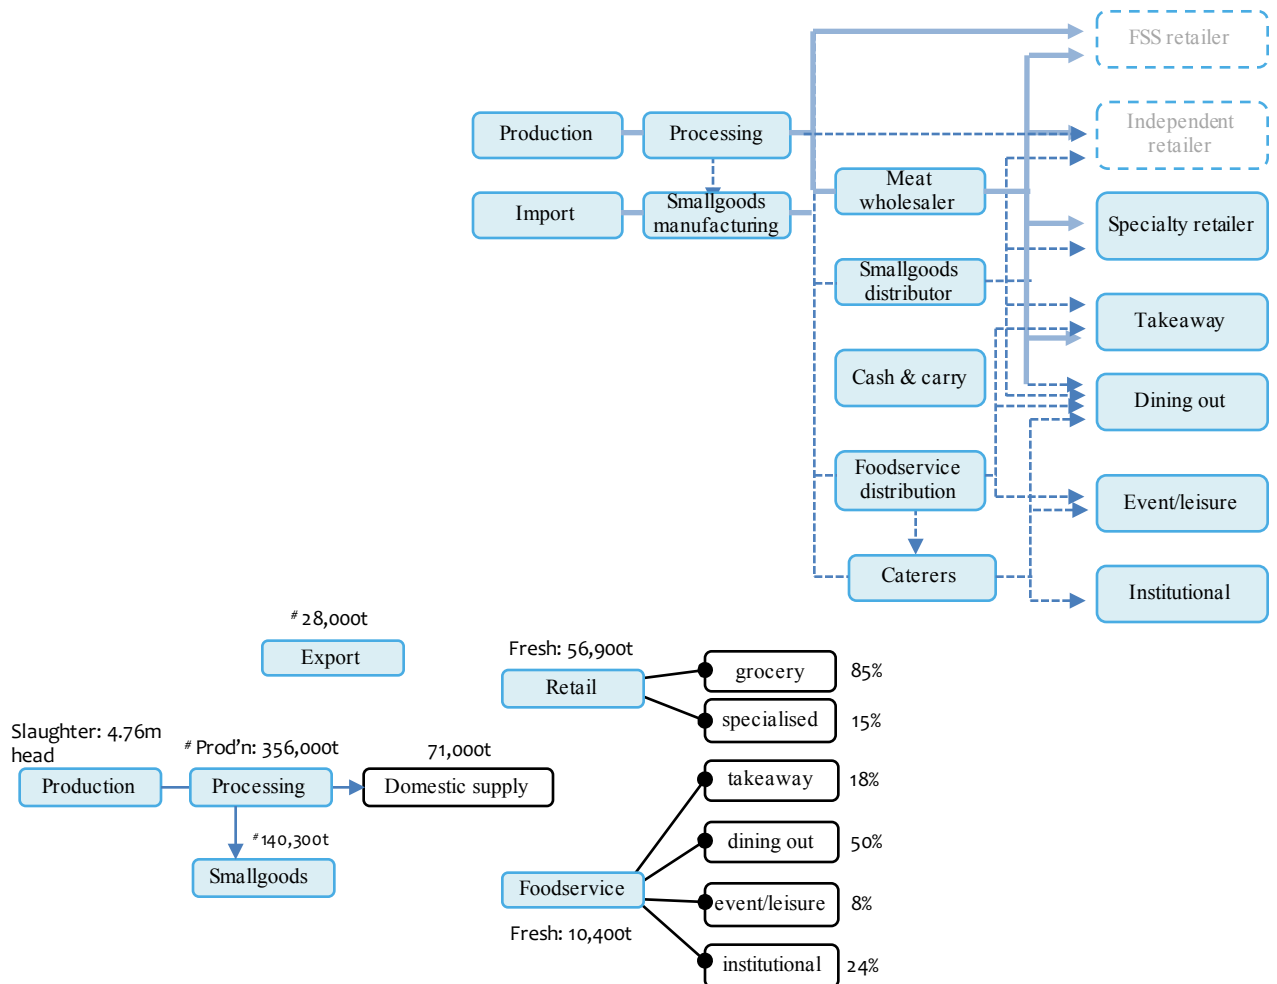 FSS retailer
Independent
retailer
Production
Processing
Meat
wholesaler
Import
Smallgoods
manufacturing
Specialty retailer
Smallgoods
distributor
Takeaway
Cash & carry
Dining out
Foodservice
distribution
Event/leisure
Caterers
Institutional
# 28,000t
Export
Fresh: 56,900t
Retail
grocery
85%
specialised
15%
Slaughter: 4.76m
head
# Prod'n: 356,000t
71,000t
Production
Processing
Domestic supply
takeaway
18%
# 140,300t
Smallgoods
dining out
50%
Foodservice
event/leisure
8%
Fresh: 10,400t
institutional
24%